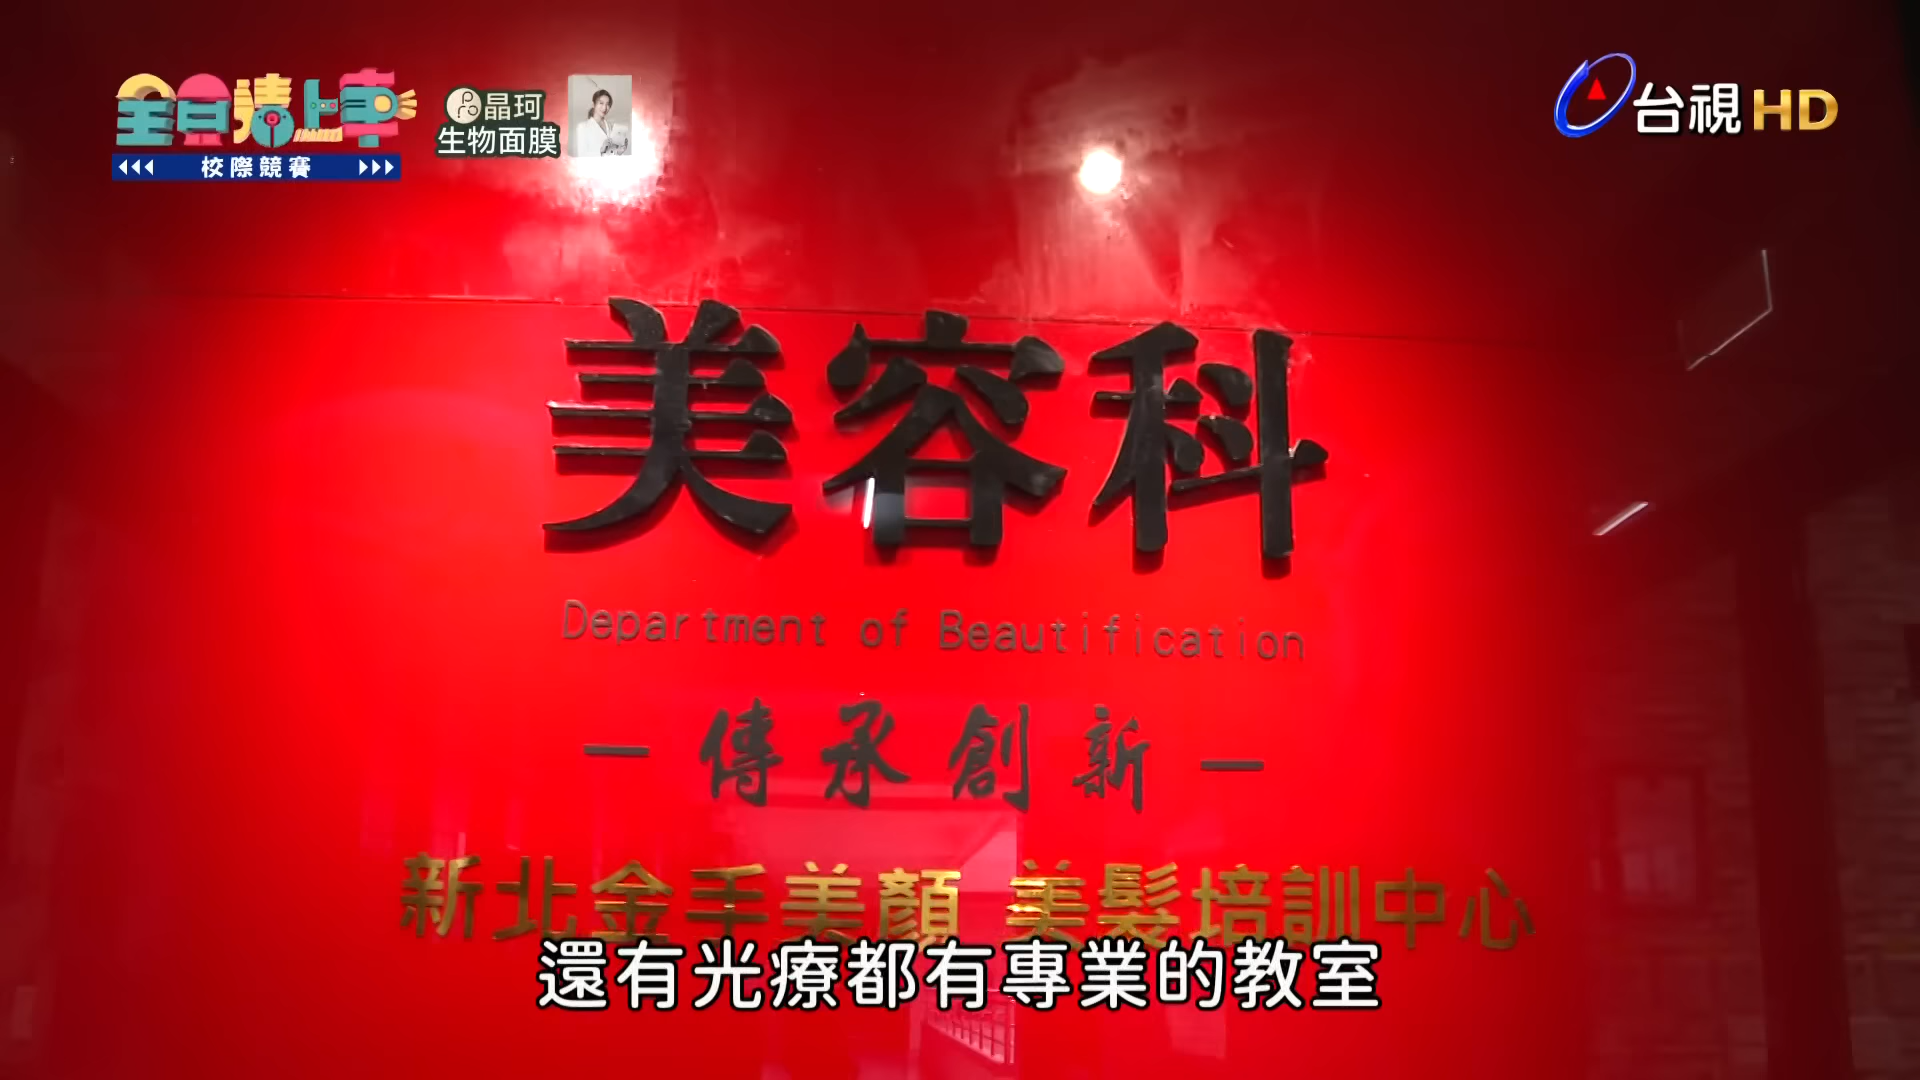 全員請上車
校際競賽
晶珂
生物面膜
台視HD
美容科
Department of Beautification
傳承創新
新北金手美顏 美髮培訓中心
還有光療都有專業的教室